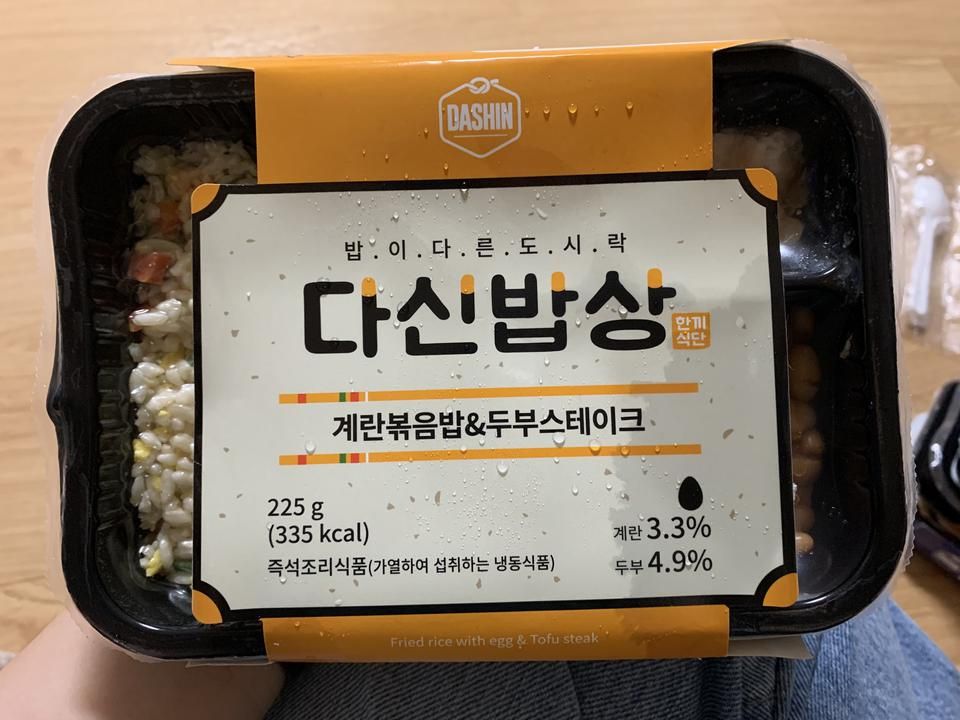 DASHIN
밥.이.다.른.도.시.락
다신밥상
한끼
식단
계란볶음밥&두부스테이크
225 g
(335 kcal)
즉석조리식품(가열하여 섭취하는 냉동식품)
계란 3.3%
두부 4.9%
Fried rice with egg & Tofu steak